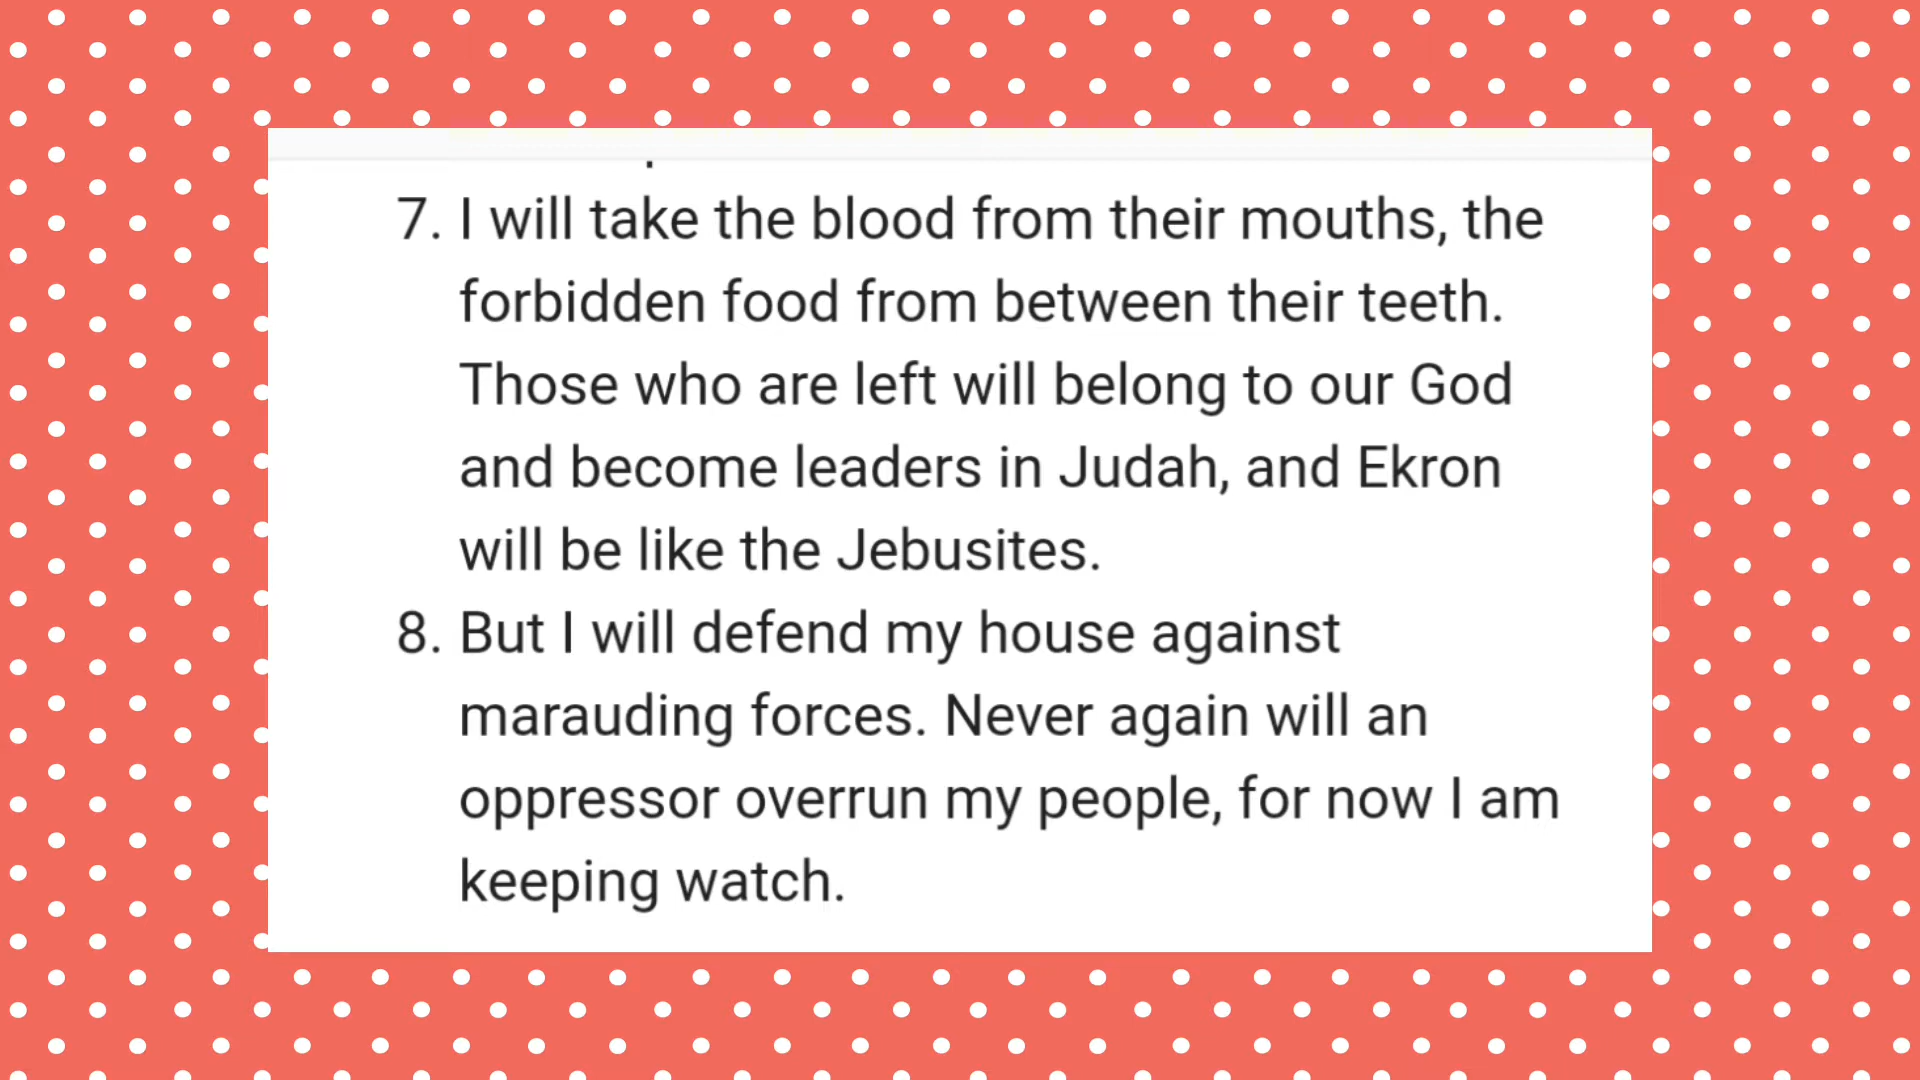 7. I will take the blood from their mouths, the
forbidden food from between their teeth.
Those who are left will belong to our God
and become leaders in Judah, and Ekron
will be like the Jebusites.
8. But I will defend my house against
marauding forces. Never again will an
oppressor overrun my people, for now I am
keeping watch.